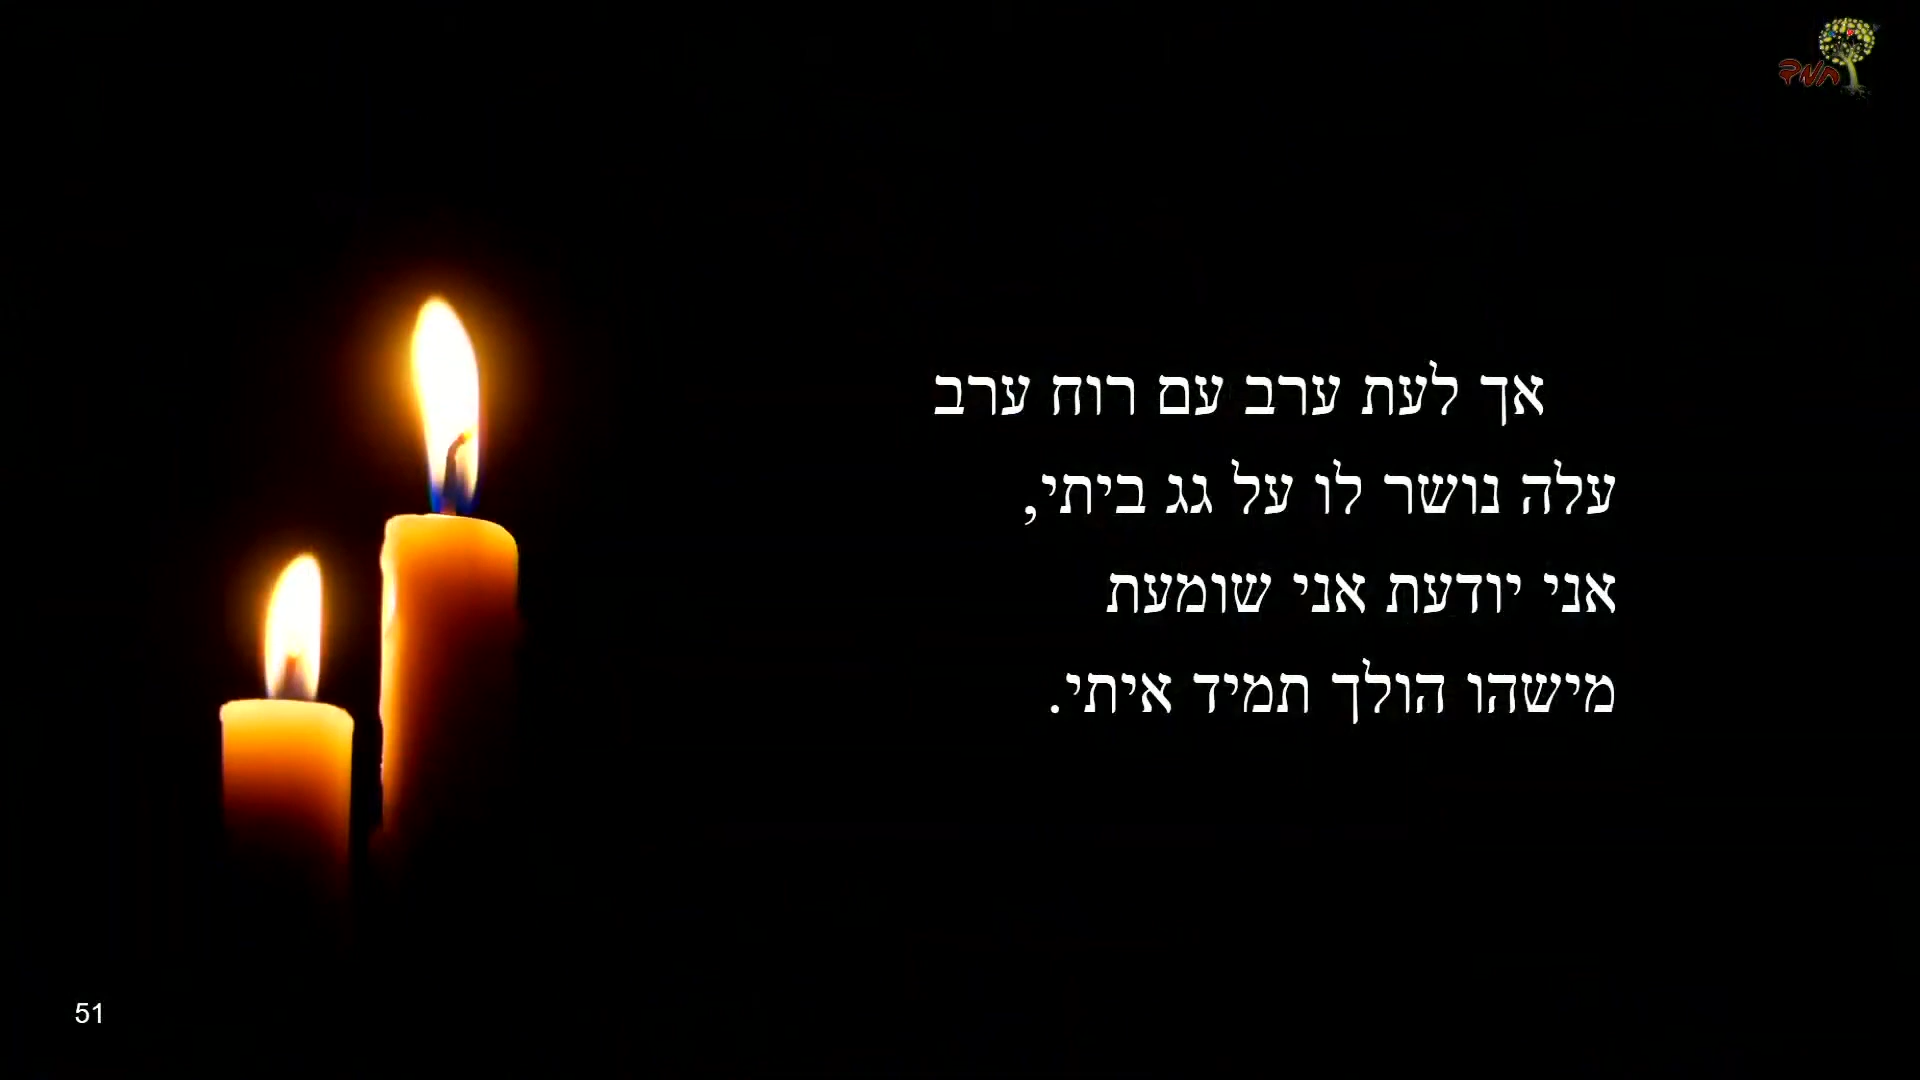 תמיד
אך לעת ערב עם רוח ערב
עלה נושר לו על גג ביתי,
אני יודעת אני שומעת
מישהו הולך תמיד איתי.
51